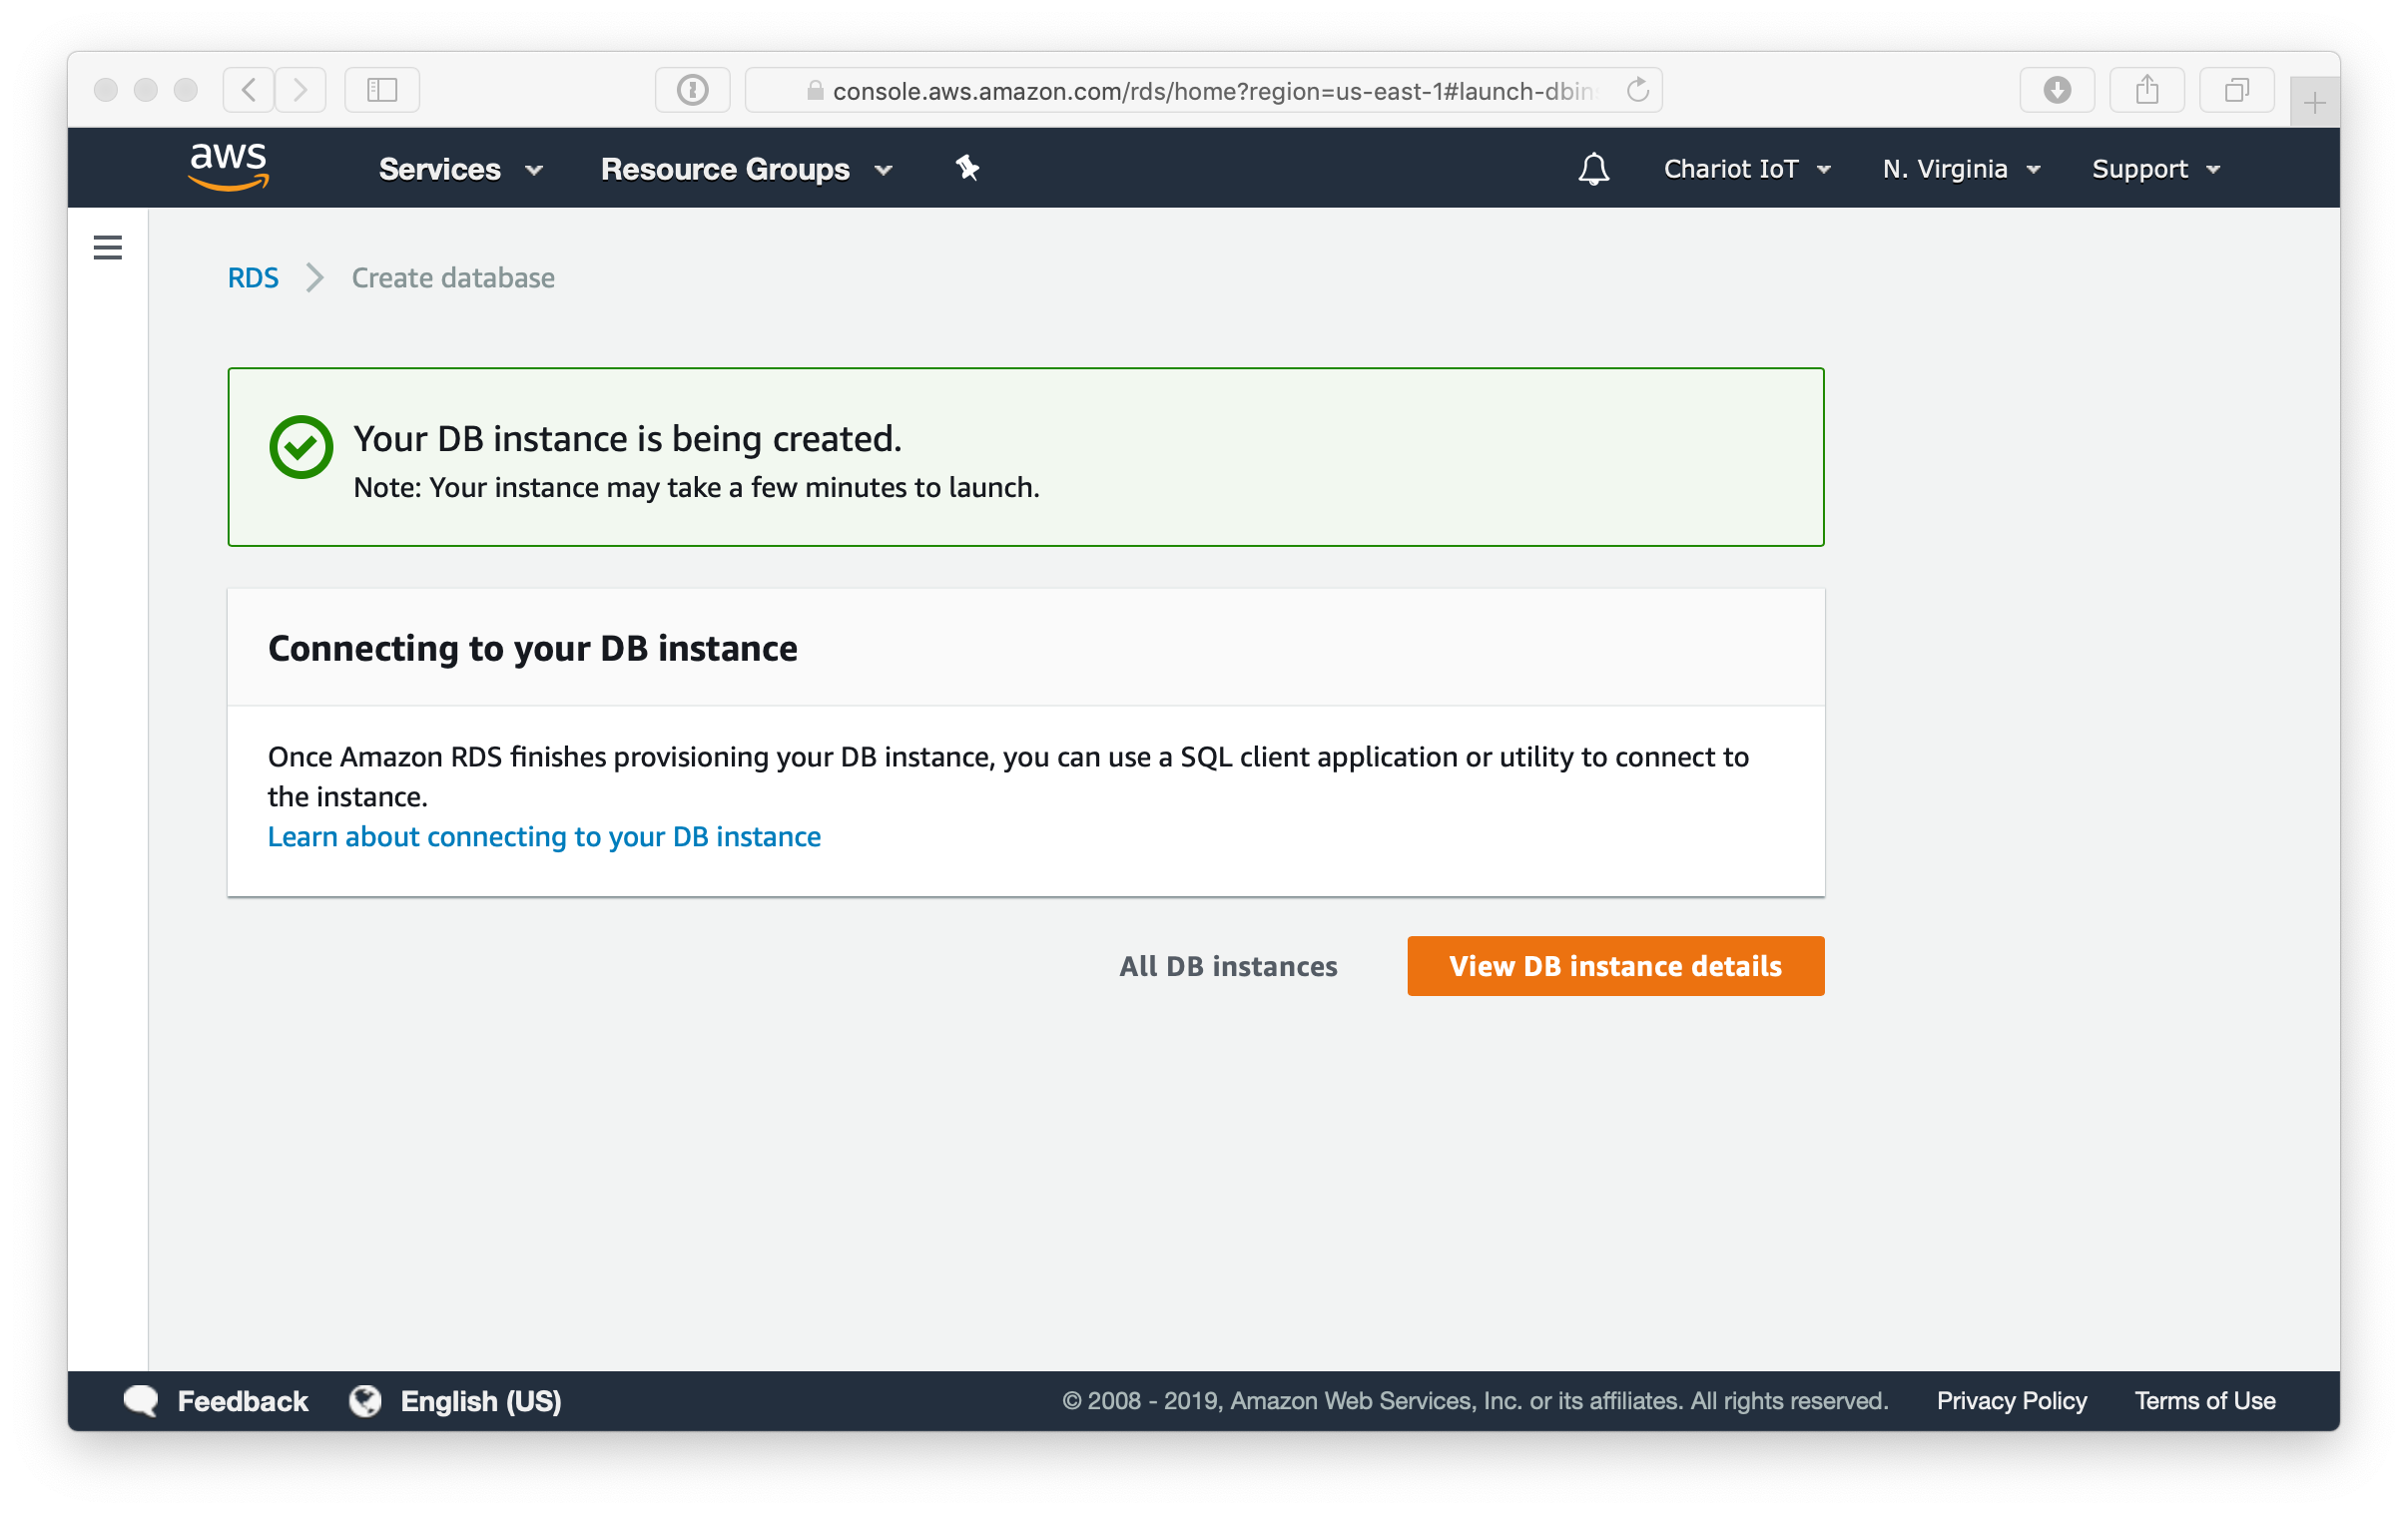 console.aws.amazon.com/rds/home?region=us-east-1#launch-dbin
aws
Services
Resource Groups
Chariot IoT
N. Virginia
Support
RDS
Create database
Your DB instance is being created.
Note: Your instance may take a few minutes to launch.
Connecting to your DB instance
Once Amazon RDS finishes provisioning your DB instance, you can use a SQL client application or utility to connect to
the instance.
Learn about connecting to your DB instance
All DB instances
View DB instance details
Feedback
English (US)
© 2008 - 2019, Amazon Web Services, Inc. or its affiliates. All rights reserved.
Privacy Policy
Terms of Use